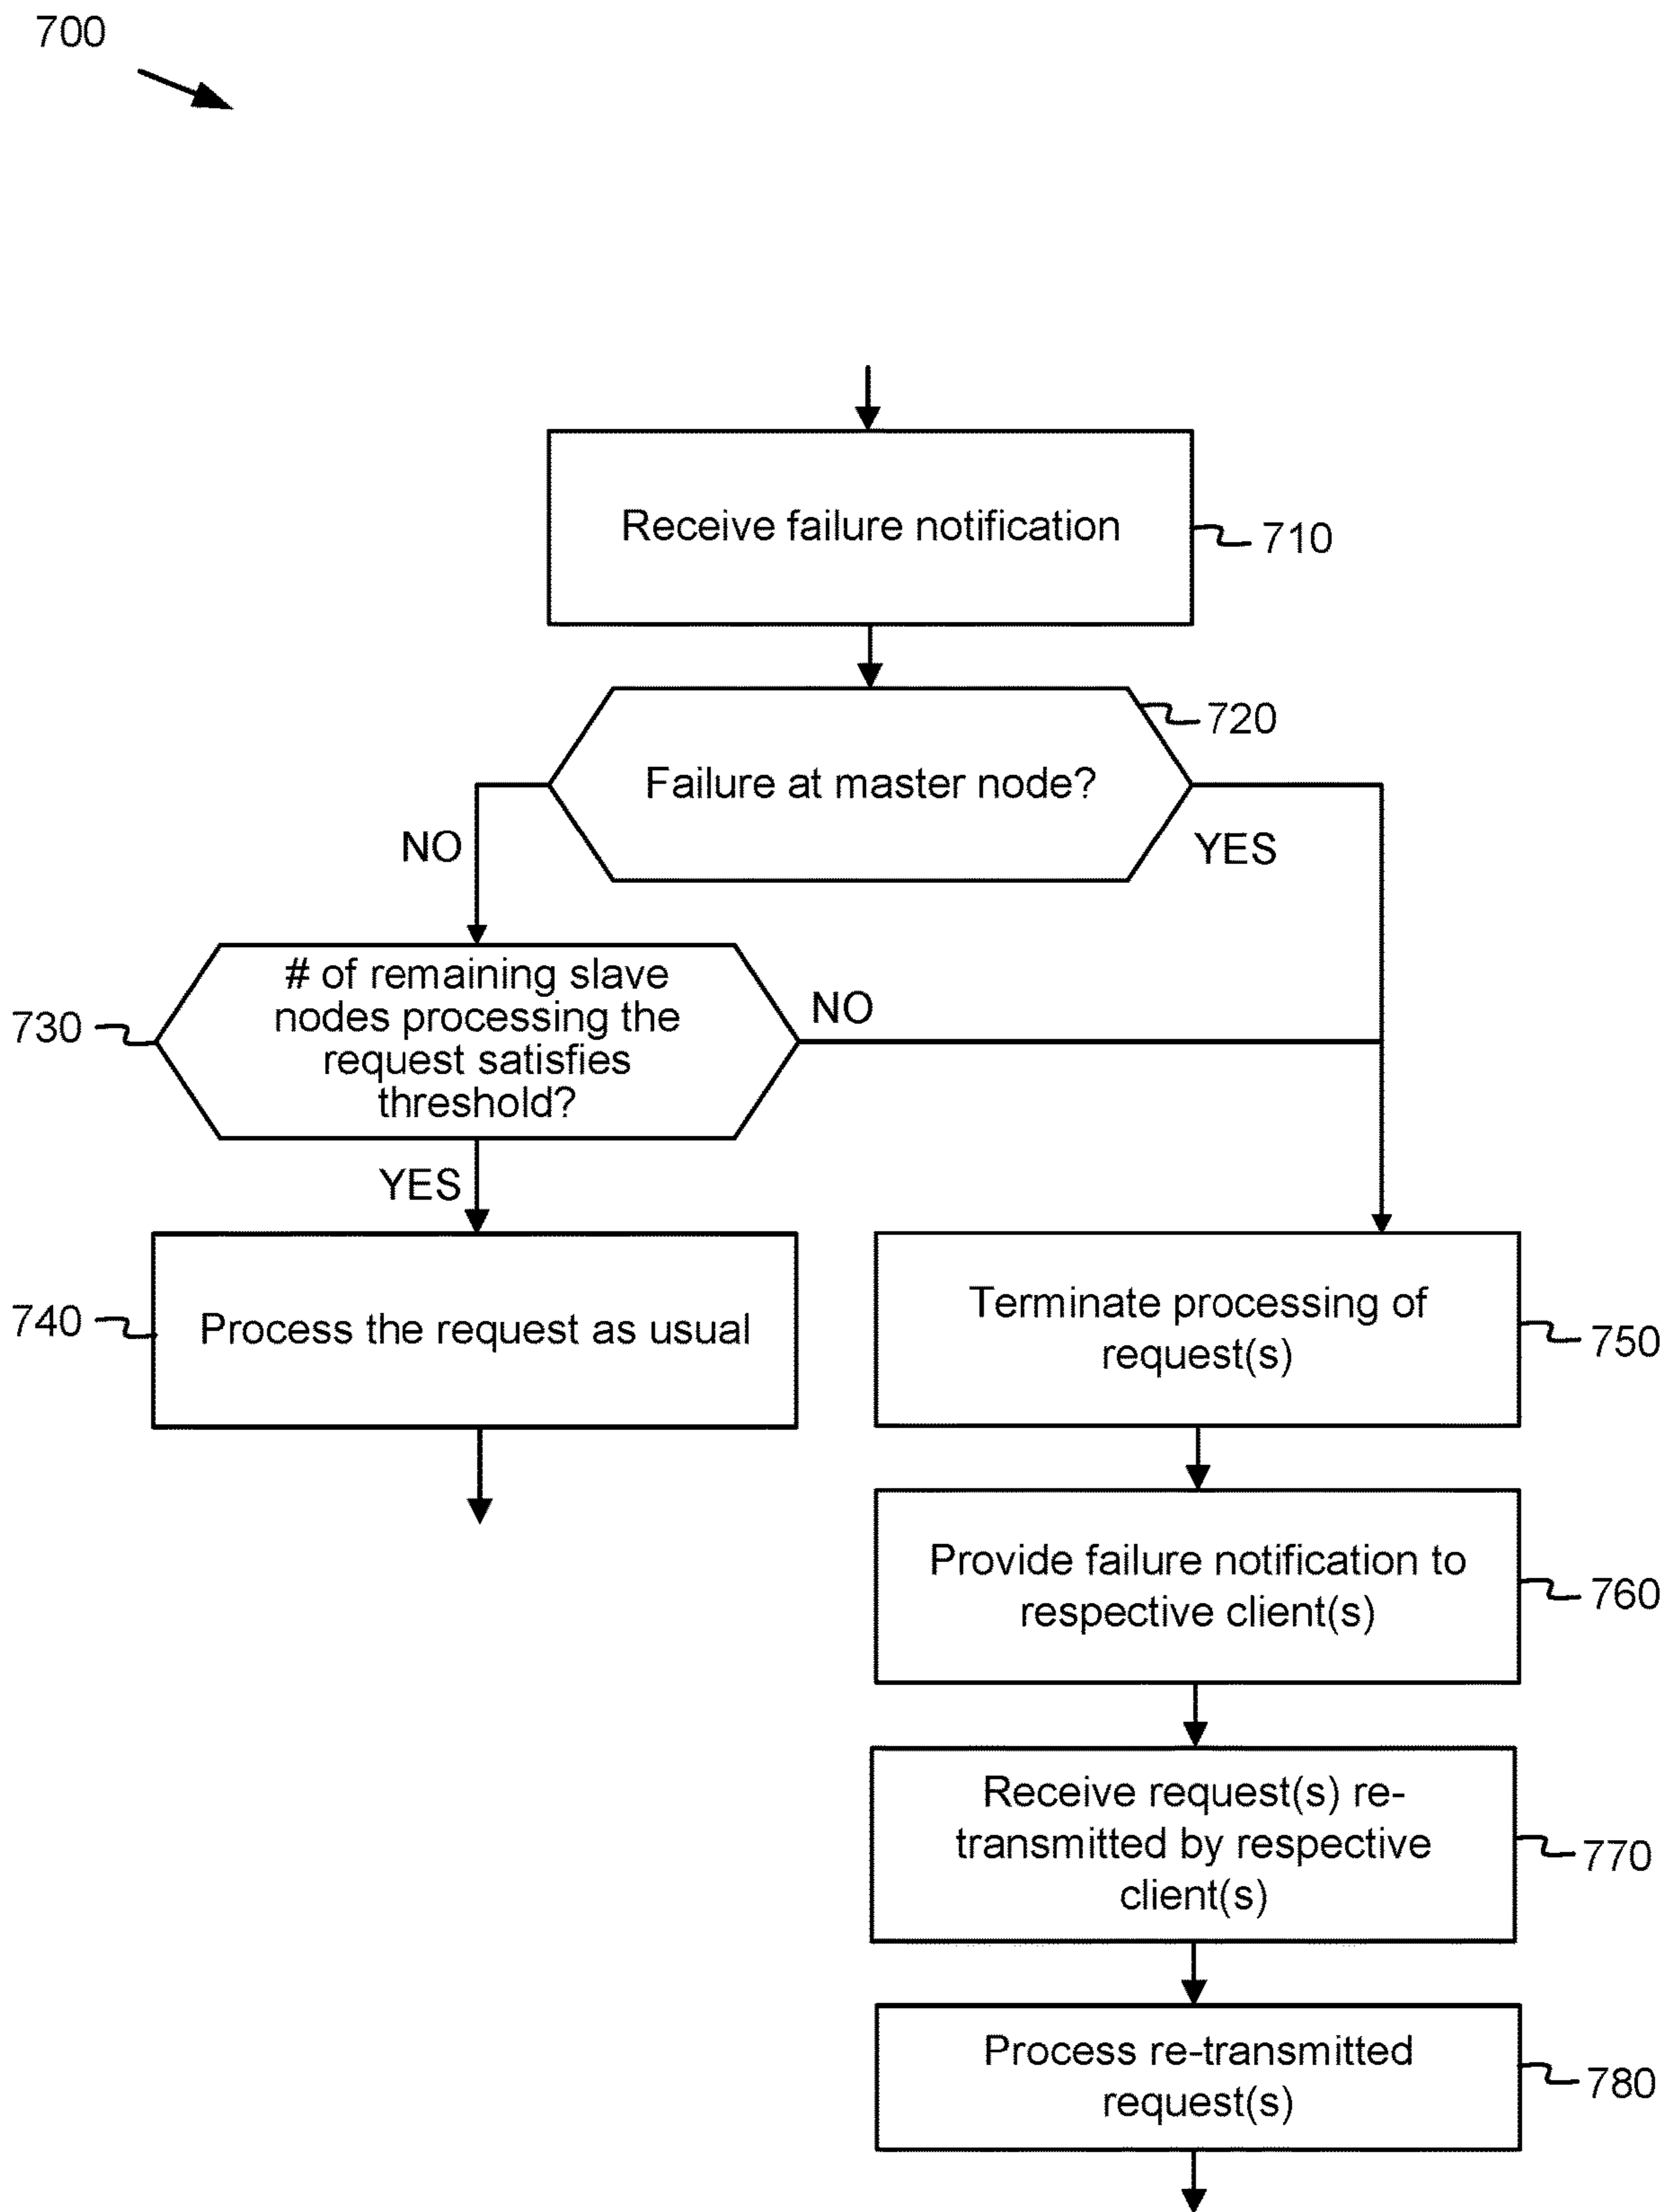 700
Receive failure notification
710
720
Failure at master node?
NO
YES
# of remaining slave
nodes processing the
request satisfies
threshold?
730
NO
YES
740
Process the request as usual
Terminate processing of
request(s)
750
Provide failure notification to
respective client(s)
760
Receive request(s) re-
transmitted by respective
client(s)
770
Process re-transmitted
request(s)
780